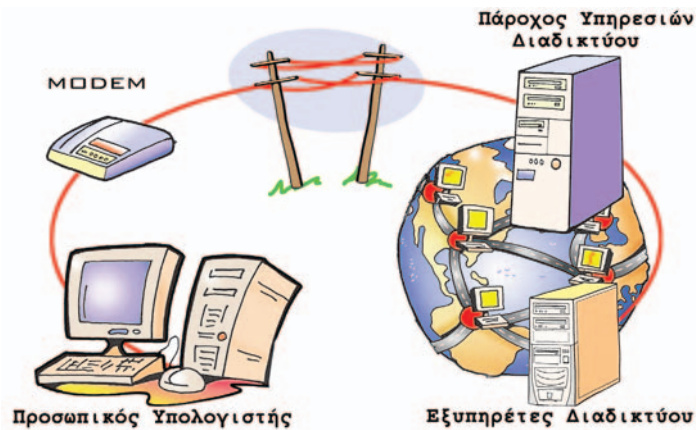 Πάροχος Υπηρεσιών
Διαδικτύου
MODEM
Προσωπικός Υπολογιστής
Εξυπηρέτες Διαδικτύου